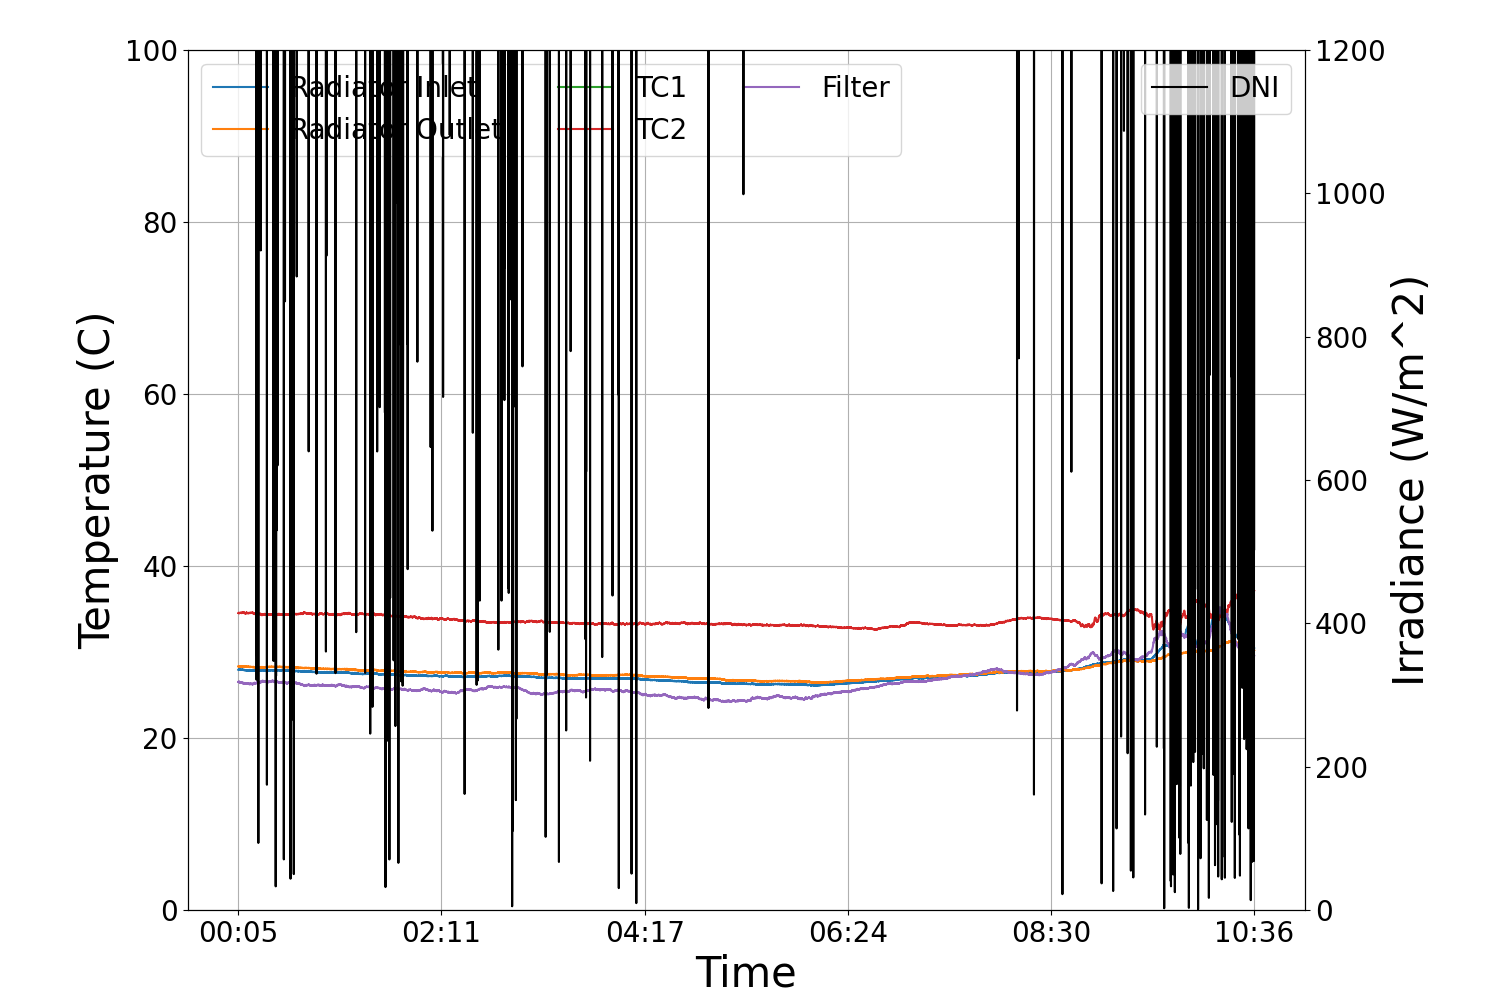 100
80
60
40
20
0
Temperature (C)
Radiator Inlet
Radiator Outlet
TC1
TC2
Filter
DNI
1200
1000
800
600
400
200
0
Irradiance (W/m^2)
00:05 02:11 04:17 06:24 08:30 10:36
Time